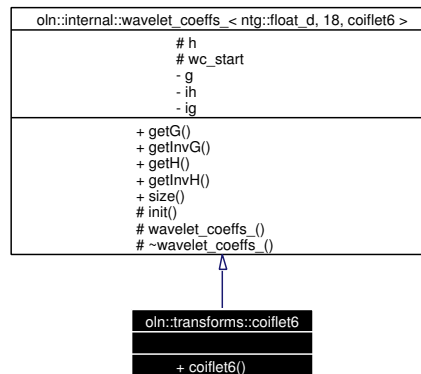 oln::internal::wavelet_coeffs_< ntg::float_d, 18, coiflet6 >
# h
# wc_start
- g
- ih
- ig
+ getG()
+ getInvG()
+ getH()
+ getInvH()
+ size()
# init()
# wavelet_coeffs_()
# ~wavelet_coeffs_()
oln::transforms::coiflet6
+ coiflet6()